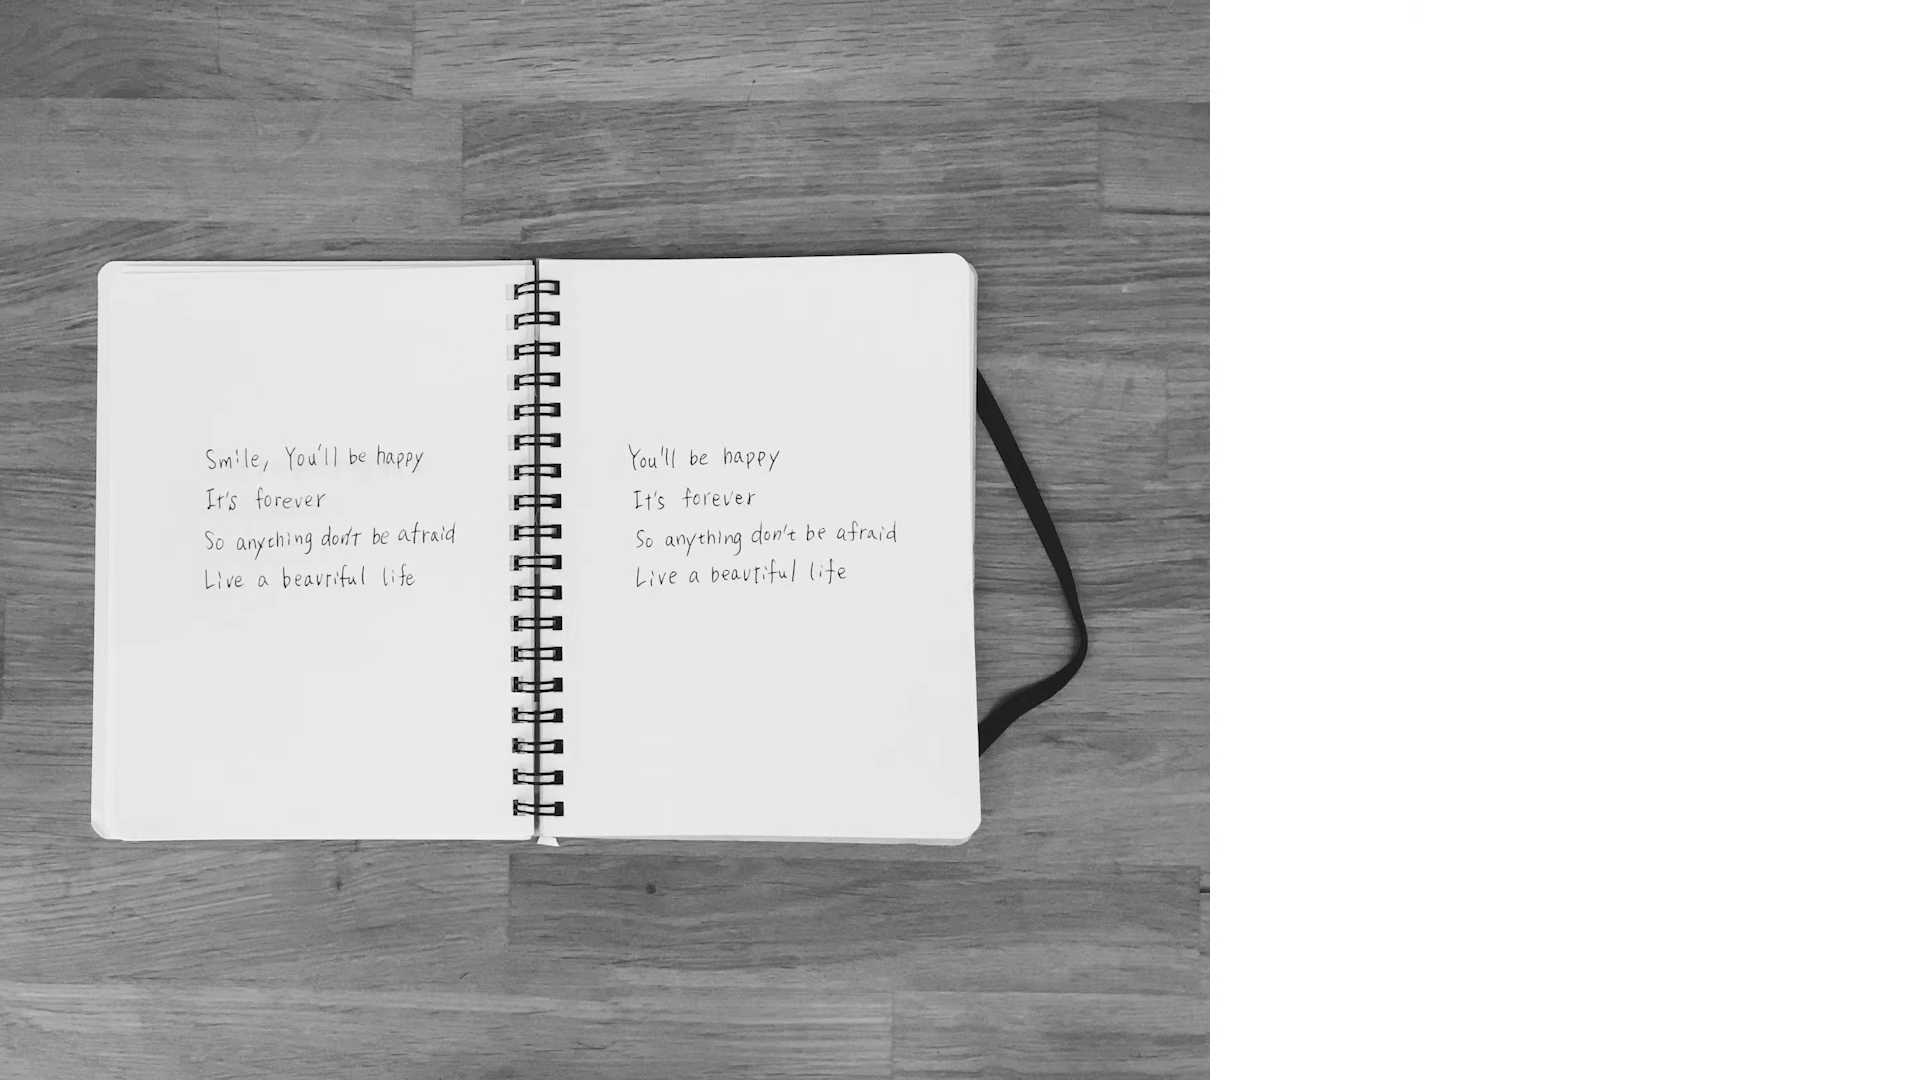 Smile, You'll be happy
It's forever
So anything don't be afraid
Live a beautiful life
You'll be happy
It's forever
So anything don't be afraid
Live a beautiful life